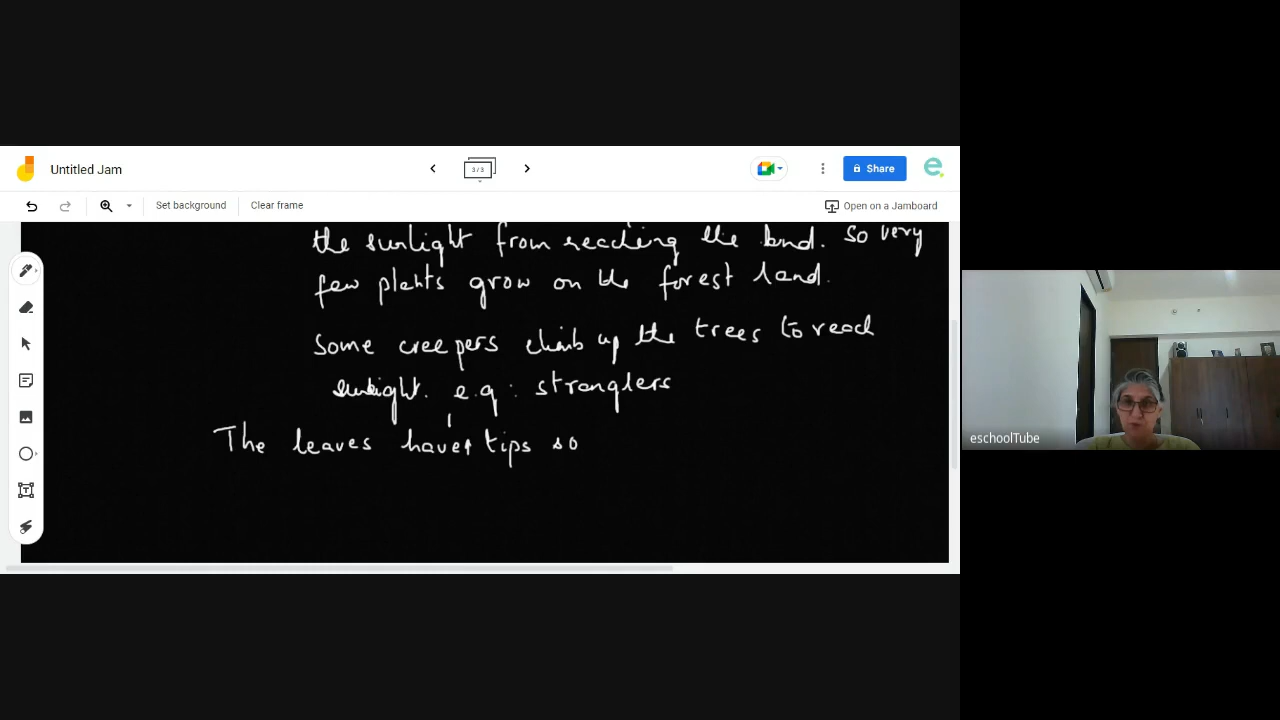 Untitled Jam
3/3
Share
Set background
Clear frame
Open on a Jamboard
the sunlight from reaching the land. So very
few plants grow on the forest land.
Some creepers climb up the trees to reach
sunlight. e.g: stranglers
The leaves have tips so
eschoolTube